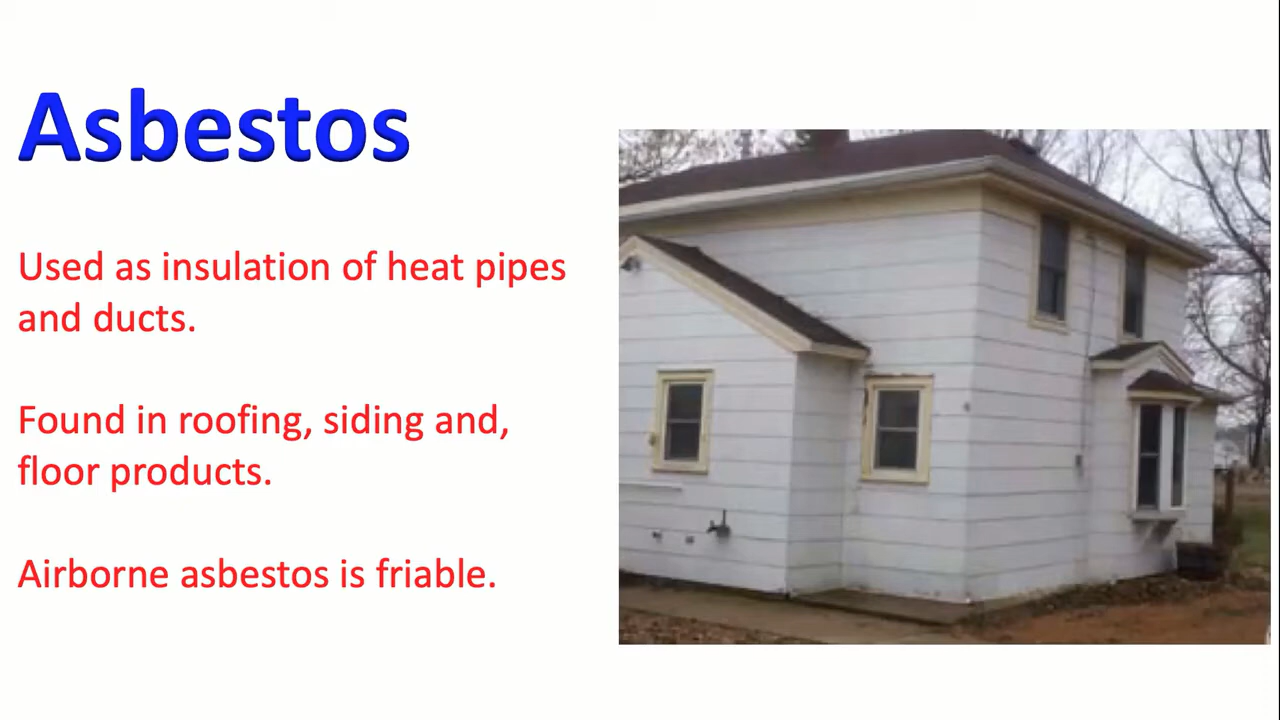 Asbestos
Used as insulation of heat pipes
and ducts.
Found in roofing, siding and,
floor products.
Airborne asbestos is friable.